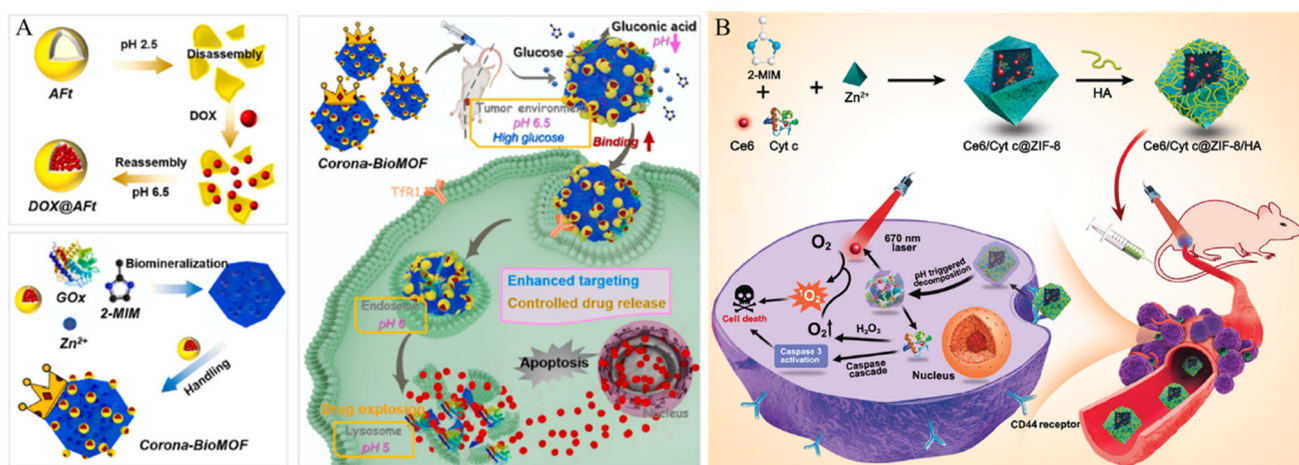 A
AFt
pH 2.5
Disassembly
DOX
Reassembly
pH 6.5
DOX@AFt
GOx
2-MIM
Zn²⁺
Biomineralization
Handling
Corona-BioMOF
Corona-BioMOF
Glucose
Gluconic acid
pH
Tumor environment
pH 6.5
High glucose
Binding
TfR1
Endosome
pH 6
Enhanced targeting
Controlled drug release
Apoptosis
Nucleus
Drug explosion
Lysosome
pH 5
B
2-MIM
+
Ce6
Cyt c
+
Zn²⁺
Ce6/Cyt c@ZIF-8
HA
Ce6/Cyt c@ZIF-8/HA
O₂
670 nm
laser
pH triggered
decomposition
¹O₂
Cell death
O₂
H₂O₂
Caspase 3
activation
Caspase
cascade
Nucleus
CD44 receptor